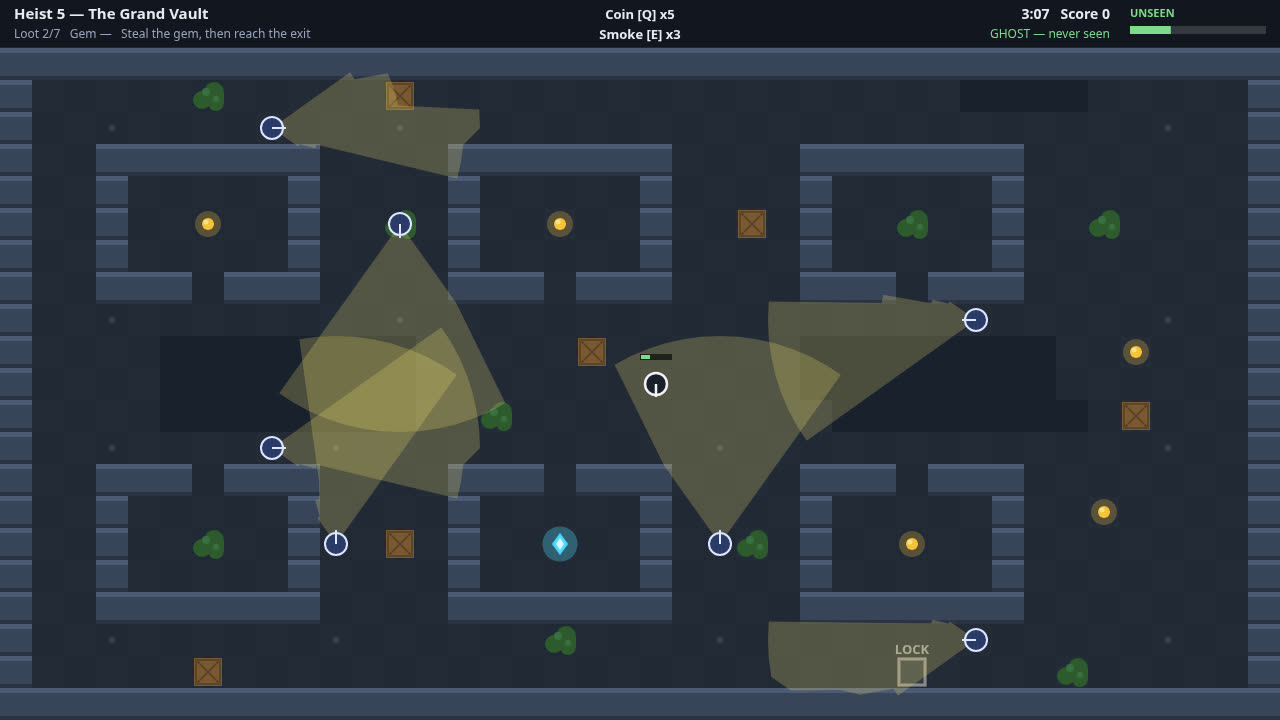 Heist 5 — The Grand Vault
Loot 2/7 Gem — Steal the gem, then reach the exit
Coin [Q] x5
Smoke [E] x3
3:07 Score 0
GHOST — never seen
UNSEEN
LOCK